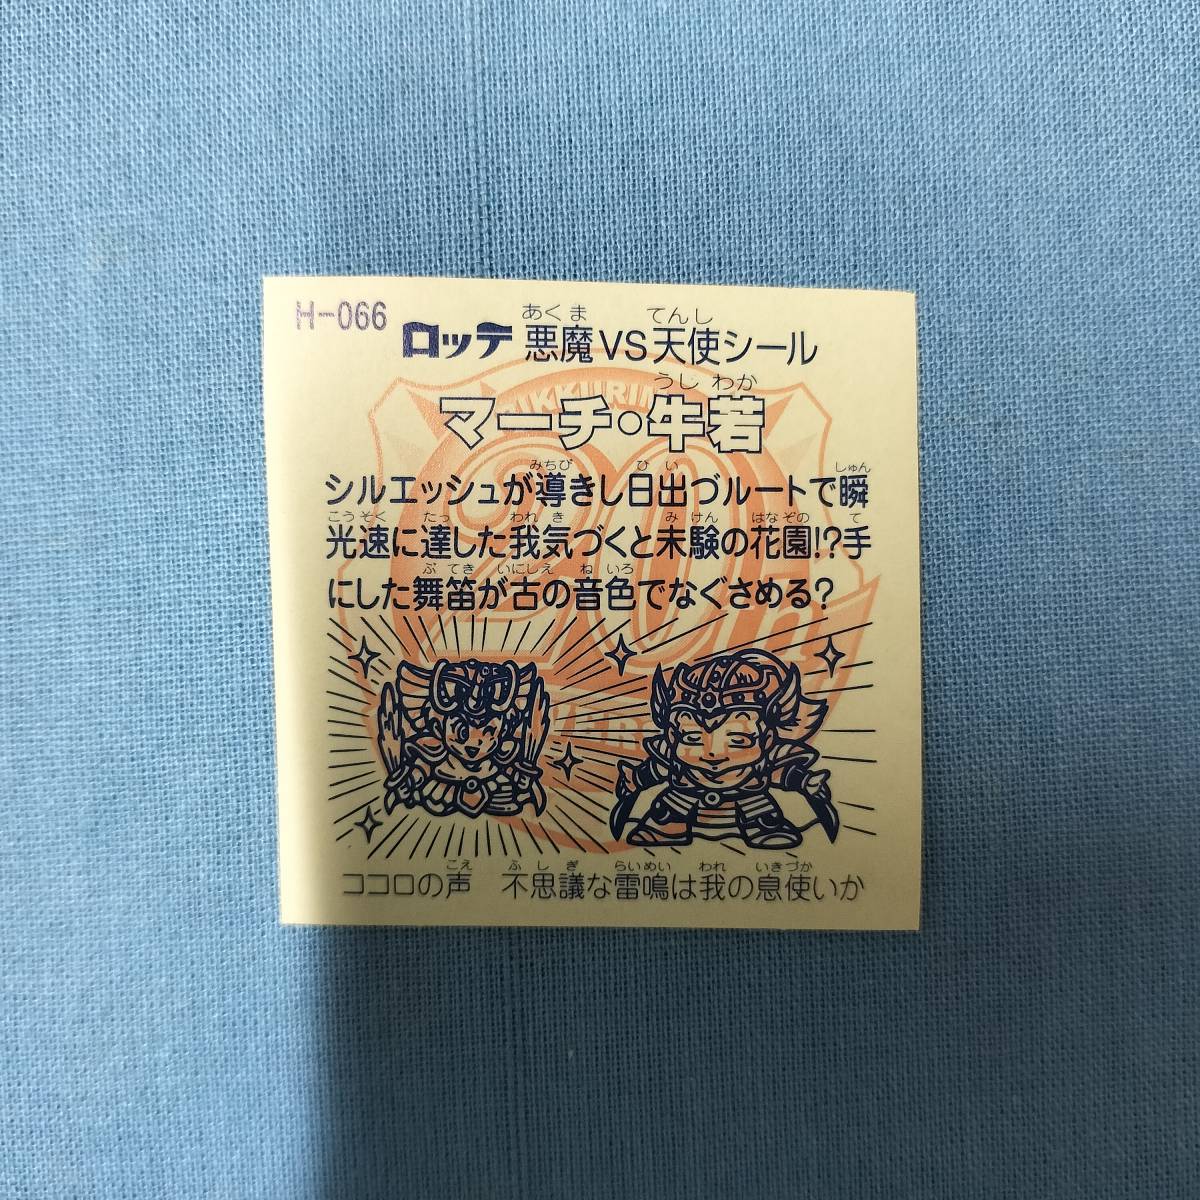 H-066
あくま てんし
ロッテ 悪魔VS天使シール
うし わか
マーチ・牛若
みちび ひ い しゅん
シルエッシュが導きし日出づルートで瞬
こうそく たっ われ き み けん はなぞの て
光速に達した我気づくと未験の花園!?手
ぶ てき いにしえ ね いろ
にした舞笛が古の音色でなぐさめる?
BIKKURIMAN
20th
ANNIVERSARY
こえ ふ し ぎ らいめい われ いきづか
ココロの声 不思議な雷鳴は我の息使いか